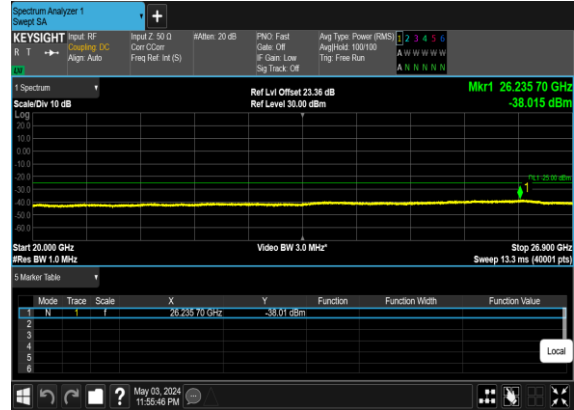 Spectrum Analyzer 1
Swept SA
+
KEYSIGHT Input: RF Input Z: 50 Ω #Atten: 20 dB PNO: Fast Avg Type: Power (RMS) 1 2 3 4 5 6
R T Coupling: DC Corr CCorr Gate: Off Avg|Hold: 100/100 A W W W W W
Align: Auto Freq Ref: Int (S) IF Gain: Low Trig: Free Run
LW Sig Track: Off A N N N N N
1 Spectrum Ref Lvl Offset 23.36 dB Mkr1 26.235 70 GHz
Scale/Div 10 dB Ref Level 30.00 dBm -38.015 dBm
Log
20.0
10.0
0.00
-10.0
-20.0
-30.0
-40.0
-50.0
-60.0
DL1 -25.00 dBm
1
Start 20.000 GHz Video BW 3.0 MHz* Stop 26.900 GHz
#Res BW 1.0 MHz Sweep 13.3 ms (40001 pts)
5 Marker Table
Mode Trace Scale X Y Function Function Width Function Value
1 N 1 f 26.235 70 GHz -38.01 dBm
2
3
4
5
6
Local
? May 03, 2024
11:55:46 PM